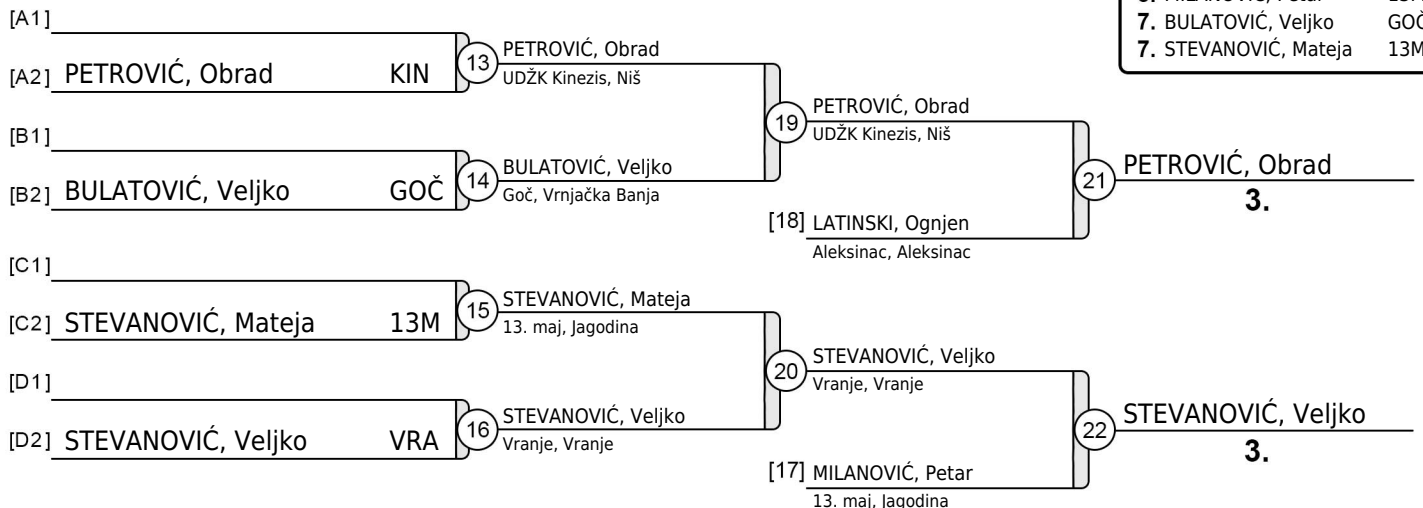 [A1]
[A2] PETROVIĆ, Obrad KIN
[B1]
[B2] BULATOVIĆ, Veljko GOČ
[C1]
[C2] STEVANOVIĆ, Mateja 13M
[D1]
[D2] STEVANOVIĆ, Veljko VRA
13 PETROVIĆ, Obrad
UDŽK Kinezis, Niš
14 BULATOVIĆ, Veljko
Goč, Vrnjačka Banja
15 STEVANOVIĆ, Mateja
13. maj, Jagodina
16 STEVANOVIĆ, Veljko
Vranje, Vranje
19 PETROVIĆ, Obrad
UDŽK Kinezis, Niš
[18] LATINSKI, Ognjen
Aleksinac, Aleksinac
20 STEVANOVIĆ, Veljko
Vranje, Vranje
[17] MILANOVIĆ, Petar
13. maj, Jagodina
21 PETROVIĆ, Obrad
3.
22 STEVANOVIĆ, Veljko
3.
7. BULATOVIĆ, Veljko GOČ
7. STEVANOVIĆ, Mateja 13M